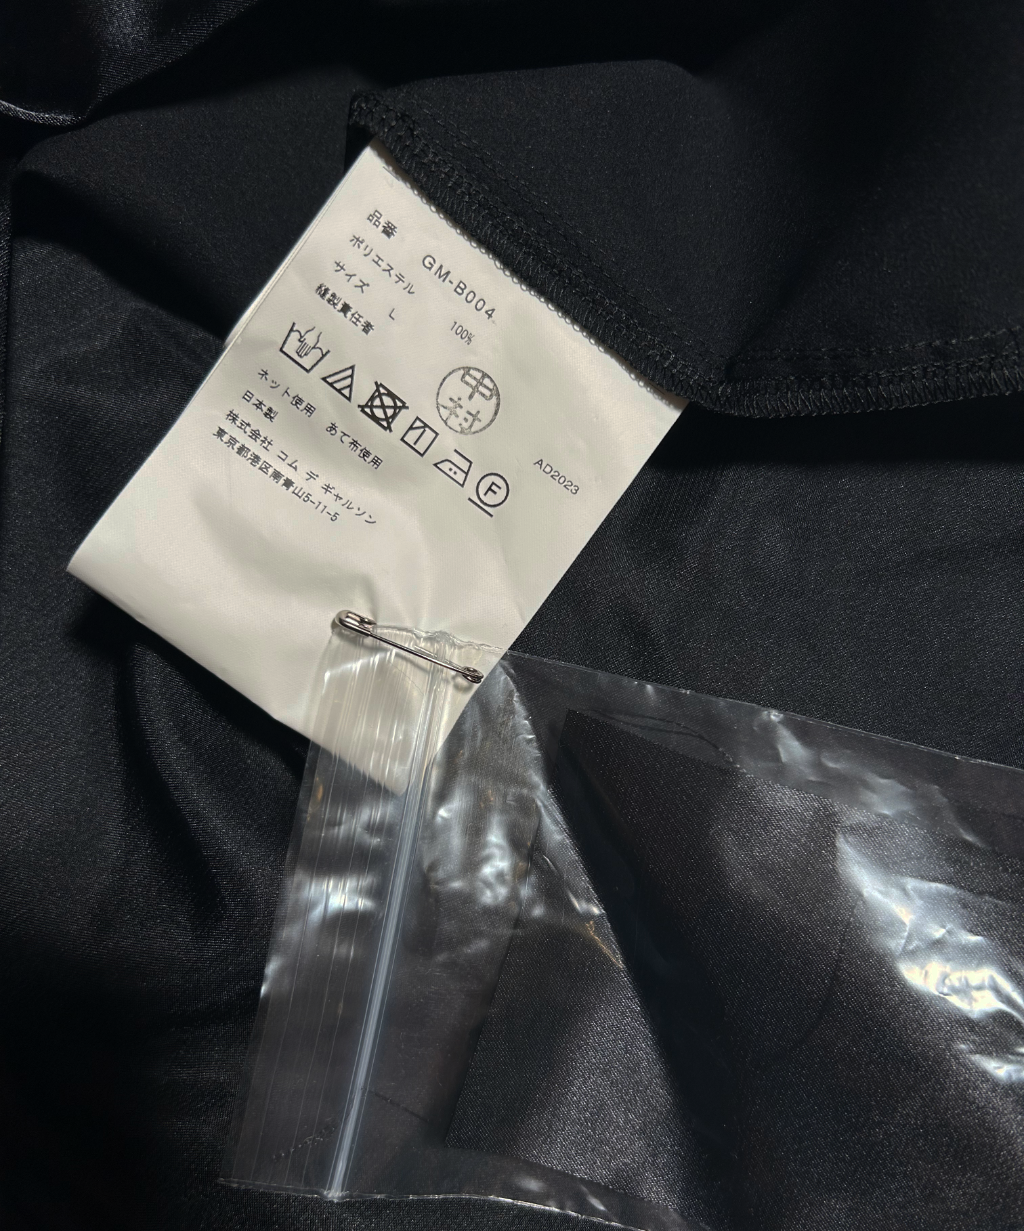 品番 GM-B004
ポリエステル 100%
サイズ L
縫製責任者
中村
ネット使用 あて布使用
F
日本製 AD2023
株式会社 コム デ ギャルソン
東京都港区南青山5-11-5